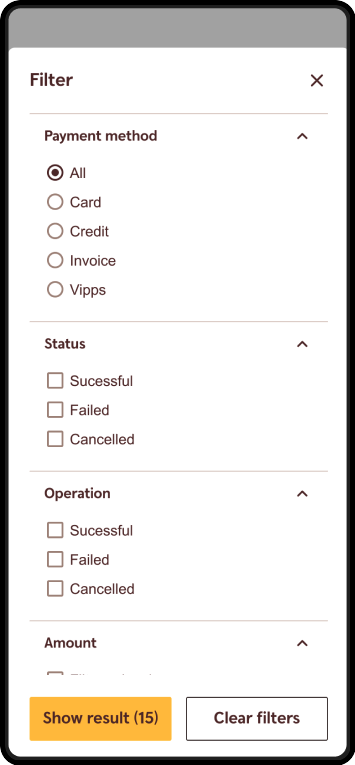 Filter
Payment method
All
Card
Credit
Invoice
Vipps
Status
Sucessful
Failed
Cancelled
Operation
Sucessful
Failed
Cancelled
Amount
Show result (15)
Clear filters